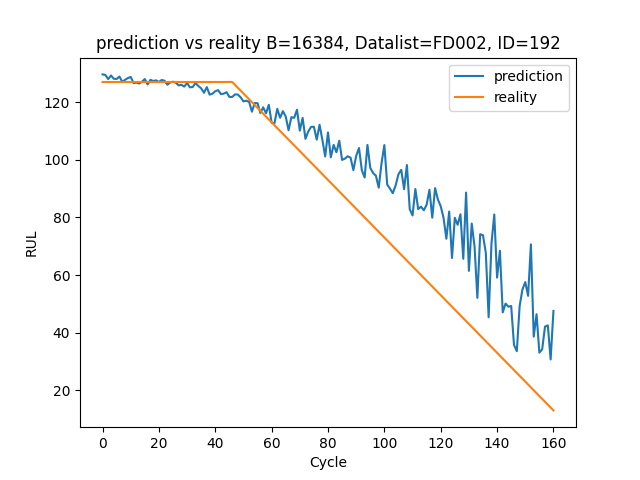 prediction vs reality B=16384, Datalist=FD002, ID=192
prediction
reality
RUL
120
100
80
60
40
20
0 20 40 60 80 100 120 140 160
Cycle